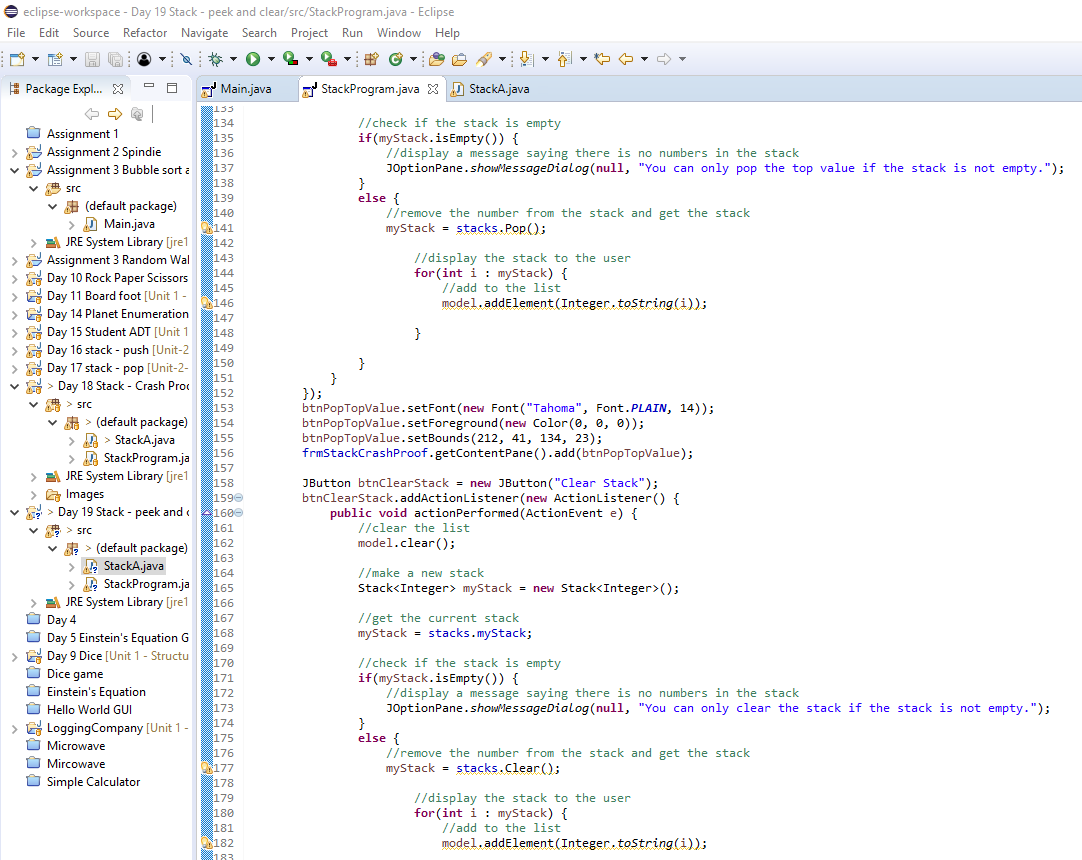 eclipse-workspace - Day 19 Stack - peek and clear/src/StackProgram.java - Eclipse
File Edit Source Refactor Navigate Search Project Run Window Help
Package Expl...
Main.java StackProgram.java StackA.java
Assignment 1
Assignment 2 Spindie
Assignment 3 Bubble sort a
src
(default package)
Main.java
JRE System Library [jre1
Assignment 3 Random Wal
Day 10 Rock Paper Scissors
Day 11 Board foot [Unit 1 -
Day 14 Planet Enumeration
Day 15 Student ADT [Unit 1
Day 16 stack - push [Unit-2
Day 17 stack - pop [Unit-2-
> Day 18 Stack - Crash Proo
> src
> (default package)
> StackA.java
StackProgram.ja
JRE System Library [jre1
Images
> Day 19 Stack - peek and c
> src
> (default package)
StackA.java
StackProgram.ja
JRE System Library [jre1
Day 4
Day 5 Einstein's Equation G
Day 9 Dice [Unit 1 - Structu
Dice game
Einstein's Equation
Hello World GUI
LoggingCompany [Unit 1 -
Microwave
Mircowave
Simple Calculator
133
134 //check if the stack is empty
135 if(myStack.isEmpty()) {
136 //display a message saying there is no numbers in the stack
137 JOptionPane.showMessageDialog(null, "You can only pop the top value if the stack is not empty.");
138 }
139 else {
140 //remove the number from the stack and get the stack
141 myStack = stacks.Pop();
142
143 //display the stack to the user
144 for(int i : myStack) {
145 //add to the list
146 model.addElement(Integer.toString(i));
147
148 }
149
150 }
151 }
152 });
153 btnPopTopValue.setFont(new Font("Tahoma", Font.PLAIN, 14));
154 btnPopTopValue.setForeground(new Color(0, 0, 0));
155 btnPopTopValue.setBounds(212, 41, 134, 23);
156 frmStackCrashProof.getContentPane().add(btnPopTopValue);
157
158 JButton btnClearStack = new JButton("Clear Stack");
159 btnClearStack.addActionListener(new ActionListener() {
160 public void actionPerformed(ActionEvent e) {
161 //clear the list
162 model.clear();
163
164 //make a new stack
165 Stack<Integer> myStack = new Stack<Integer>();
166
167 //get the current stack
168 myStack = stacks.myStack;
169
170 //check if the stack is empty
171 if(myStack.isEmpty()) {
172 //display a message saying there is no numbers in the stack
173 JOptionPane.showMessageDialog(null, "You can only clear the stack if the stack is not empty.");
174 }
175 else {
176 //remove the number from the stack and get the stack
177 myStack = stacks.Clear();
178
179 //display the stack to the user
180 for(int i : myStack) {
181 //add to the list
182 model.addElement(Integer.toString(i));
183